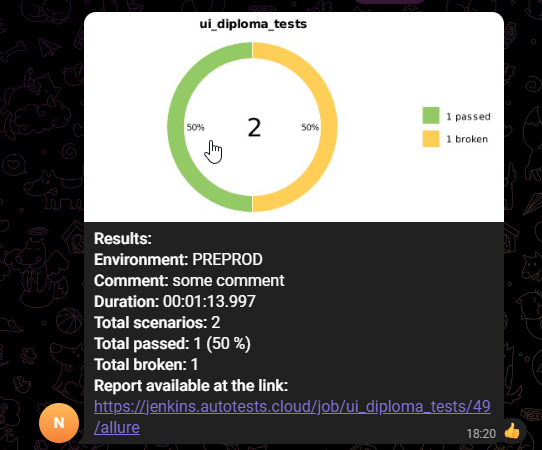 ui_diploma_tests
50%
2
50%
1 passed
1 broken
Results:
Environment: PREPROD
Comment: some comment
Duration: 00:01:13.997
Total scenarios: 2
Total passed: 1 (50 %)
Total broken: 1
Report available at the link:
https://jenkins.autotests.cloud/job/ui_diploma_tests/49
/allure
N
18:20